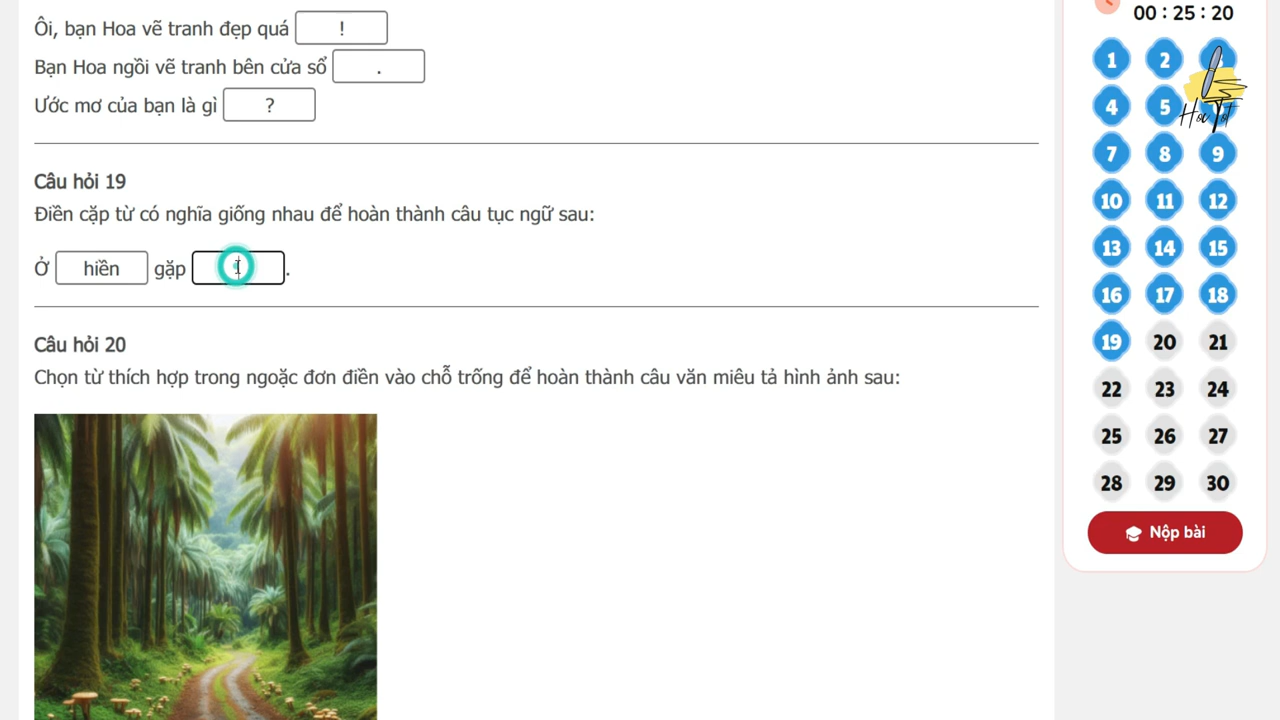 Ôi, bạn Hoa vẽ tranh đẹp quá !
Bạn Hoa ngồi vẽ tranh bên cửa sổ .
Ước mơ của bạn là gì ?
Câu hỏi 19
Điền cặp từ có nghĩa giống nhau để hoàn thành câu tục ngữ sau:
Ở hiền gặp .
Câu hỏi 20
Chọn từ thích hợp trong ngoặc đơn điền vào chỗ trống để hoàn thành câu văn miêu tả hình ảnh sau:
00 : 25 : 20
1 2
4 5
Học Tốt
7 8 9
10 11 12
13 14 15
16 17 18
19 20 21
22 23 24
25 26 27
28 29 30
Nộp bài